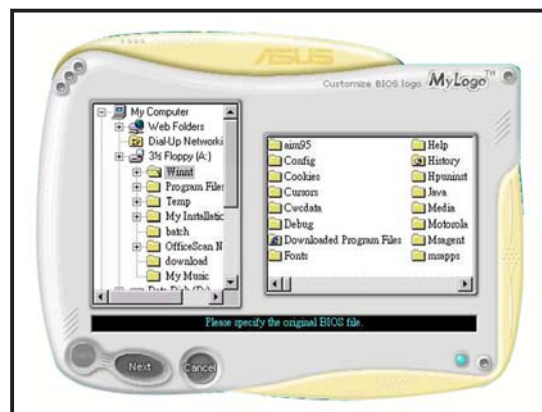 ASUS
Customize BIOS logo MyLogo™
My Computer
Web Folders
Dial-Up Networki
3½ Floppy (A:)
Winnt
Program Files
Temp
My Installatic
batch
OfficeScan N
download
My Music
Data Disk (D:)
aim95
Config
Cookies
Cursors
Cwcdata
Debug
Downloaded Program Files
Fonts
Help
History
Hpuninst
Java
Media
Motorola
Msagent
msapps
Please specify the original BIOS file.
Next
Cancel